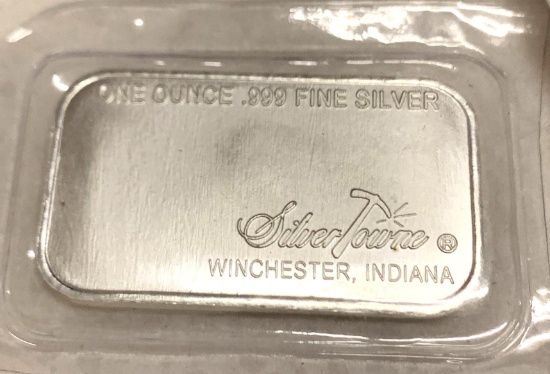 ONE OUNCE .999 FINE SILVER
SilverTowne ®
WINCHESTER, INDIANA